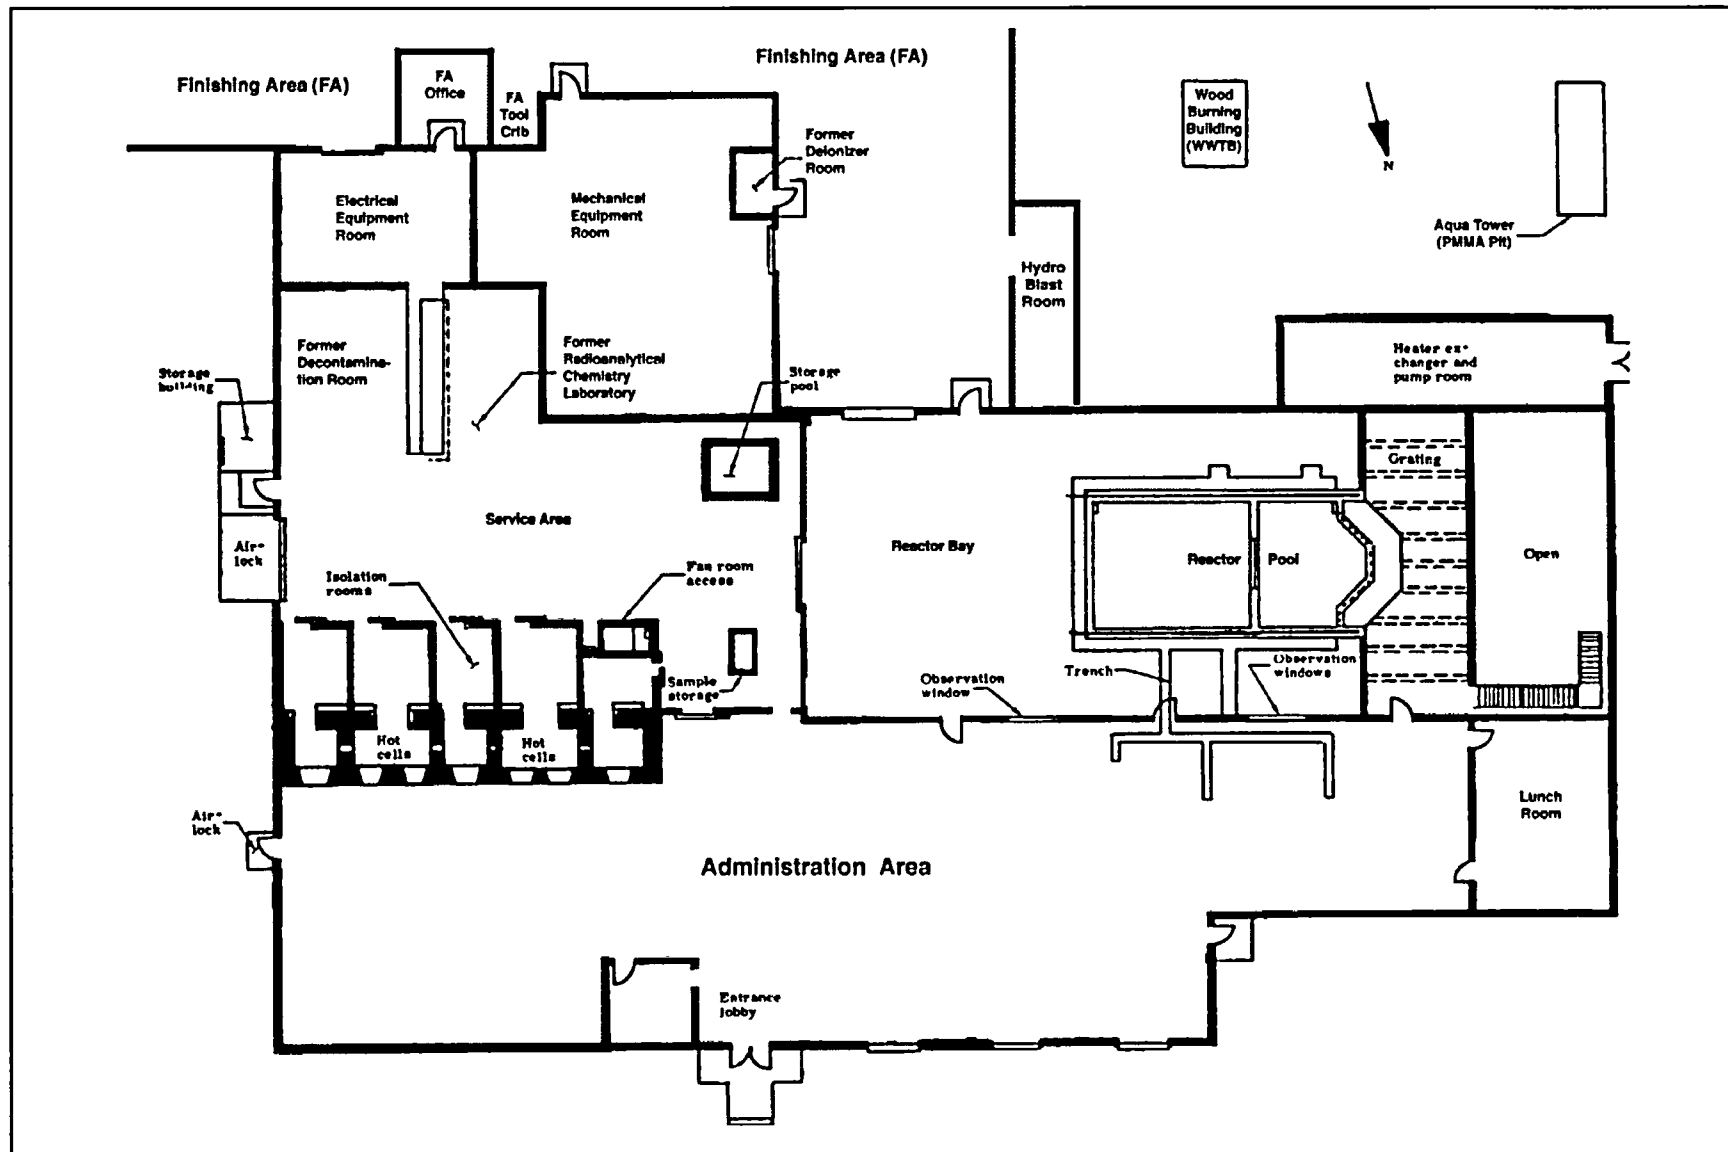 Finishing Area (FA)
FA
Office
FA
Tool
Crib
Finishing Area (FA)
Former
Deionizer
Room
Wood
Burning
Building
(WWTB)
N
Aqua Tower
(PMMA Plt)
Electrical
Equipment
Room
Mechanical
Equipment
Room
Hydro
Blast
Room
Former
Decontamina-
tion Room
Former
Radioanalytical
Chemistry
Laboratory
Storage
building
Storage
pool
Heater ex-
changer and
pump room
Grating
Service Area
Reactor Bay
Reactor Pool
Open
Air-
lock
Isolation
rooms
Fan room
access
Sample
storage
Observation
window
Trench
Observation
windows
Hot
cells
Hot
cells
Air-
lock
Administration Area
Lunch
Room
Entrance
lobby